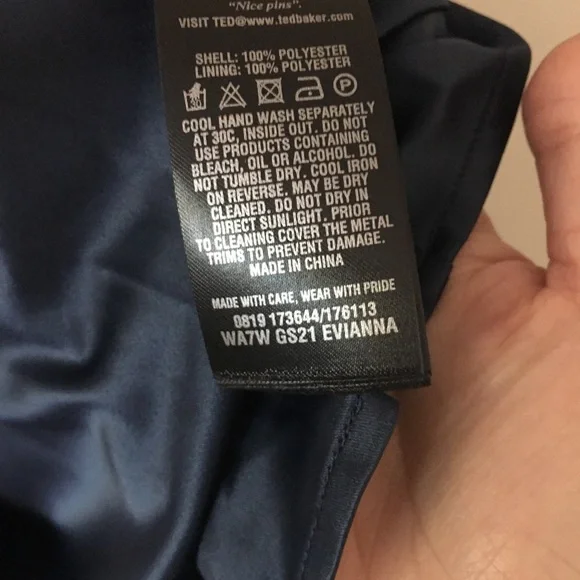 "Nice pins".
VISIT TED@www.tedbaker.com
SHELL: 100% POLYESTER
LINING: 100% POLYESTER
COOL HAND WASH SEPARATELY
AT 30C, INSIDE OUT. DO NOT
USE PRODUCTS CONTAINING
BLEACH, OIL OR ALCOHOL. DO
NOT TUMBLE DRY. COOL IRON
ON REVERSE. MAY BE DRY
CLEANED. DO NOT DRY IN
DIRECT SUNLIGHT. PRIOR
TO CLEANING COVER THE METAL
TRIMS TO PREVENT DAMAGE.
MADE IN CHINA
MADE WITH CARE, WEAR WITH PRIDE
0819 173644/176113
WA7W GS21 EVIANNA